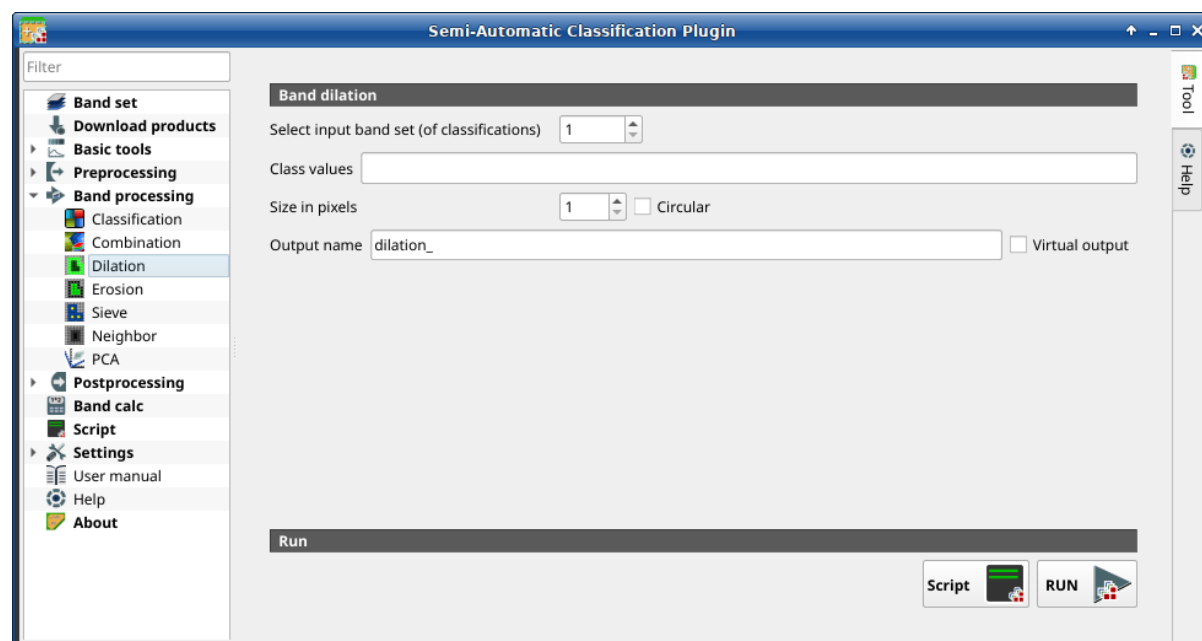 Semi-Automatic Classification Plugin
Filter
Band set
Download products
Basic tools
Preprocessing
Band processing
Classification
Combination
Dilation
Erosion
Sieve
Neighbor
PCA
Postprocessing
Band calc
Script
Settings
User manual
Help
About
Band dilation
Select input band set (of classifications) 1
Class values
Size in pixels 1 Circular
Output name dilation_ Virtual output
Run
Script RUN
Tool
Help